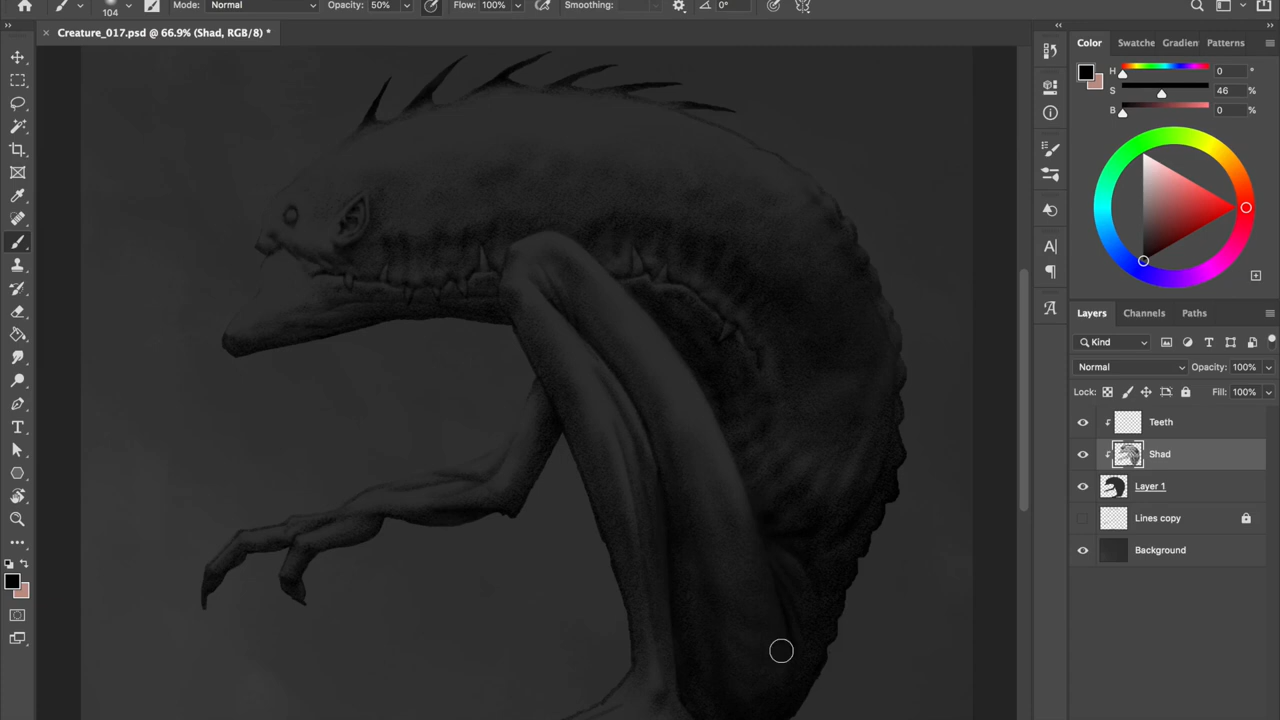 104 Mode: Normal Opacity: 50% Flow: 100% Smoothing: 0°
Creature_017.psd @ 66.9% (Shad, RGB/8) *
Color Swatche Gradien Patterns
H 0 °
S 46 %
B 0 %
Layers Channels Paths
Kind
Normal Opacity: 100%
Lock: Fill: 100%
Teeth
Shad
Layer 1
Lines copy
Background